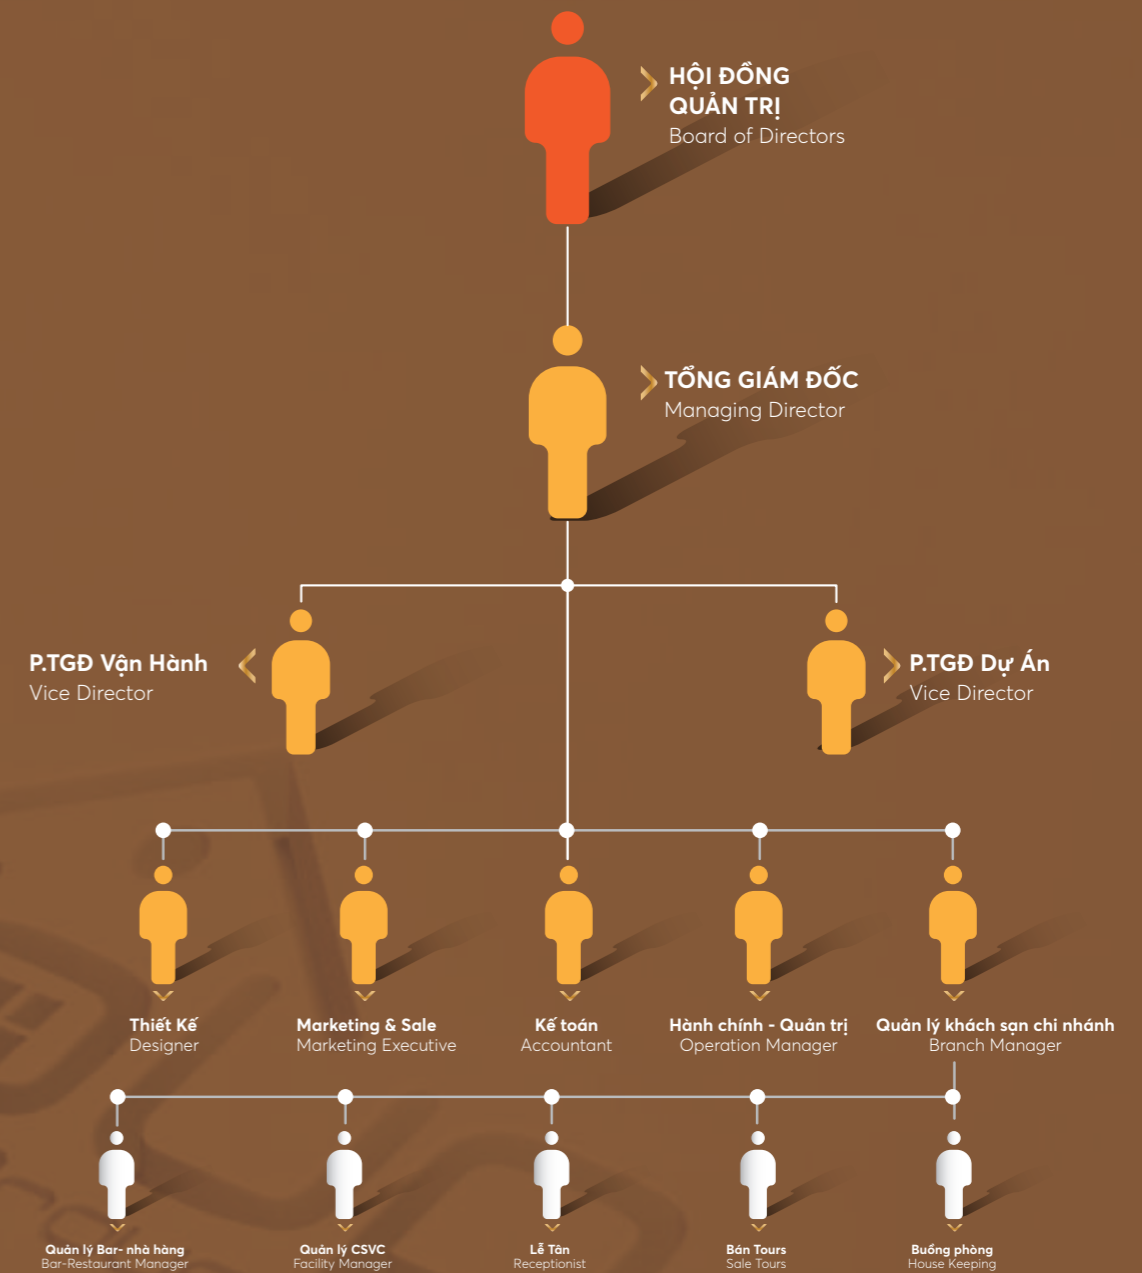 HỘI ĐỒNG
QUẢN TRỊ
Board of Directors
TỔNG GIÁM ĐỐC
Managing Director
P.TGĐ Vận Hành
Vice Director
P.TGĐ Dự Án
Vice Director
Thiết Kế
Designer
Marketing & Sale
Marketing Executive
Kế toán
Accountant
Hành chính - Quản trị
Operation Manager
Quản lý khách sạn chi nhánh
Branch Manager
Quản lý Bar- nhà hàng
Bar-Restaurant Manager
Quản lý CSVC
Facility Manager
Lễ Tân
Receptionist
Bán Tours
Sale Tours
Buồng phòng
House Keeping